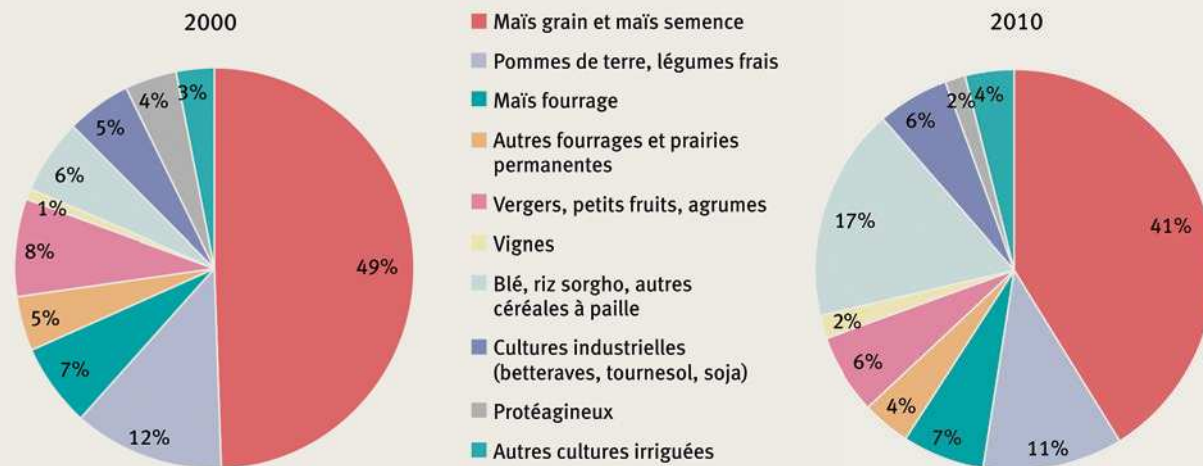 2000
49%
12%
7%
5%
8%
1%
6%
5%
4%
3%
Maïs grain et maïs semence
Pommes de terre, légumes frais
Maïs fourrage
Autres fourrages et prairies
permanentes
Vergers, petits fruits, agrumes
Vignes
Blé, riz sorgho, autres
céréales à paille
Cultures industrielles
(betteraves, tournesol, soja)
Protéagineux
Autres cultures irriguées
2010
41%
11%
7%
4%
6%
2%
17%
6%
2%
4%